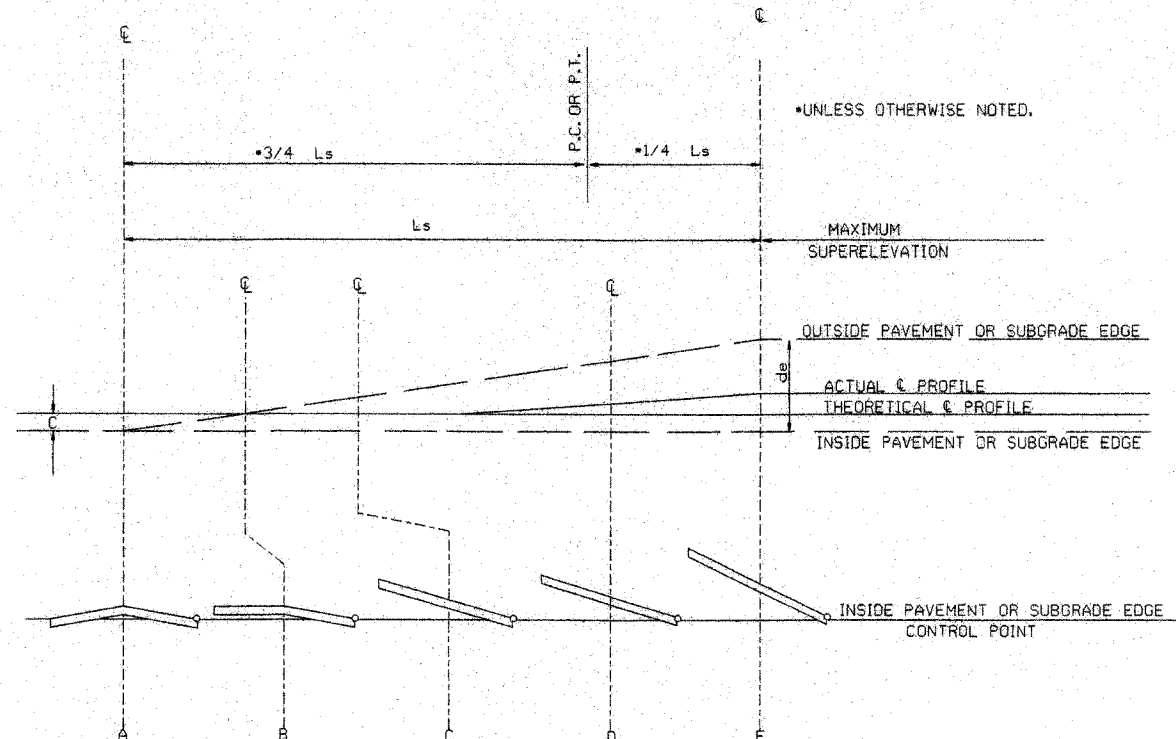 ℄
℄
P.C. OR P.T.
*UNLESS OTHERWISE NOTED.
*3/4 Ls
*1/4 Ls
Ls
MAXIMUM
SUPERELEVATION
℄
℄
℄
OUTSIDE PAVEMENT OR SUBGRADE EDGE
de
ACTUAL ℄ PROFILE
THEORETICAL ℄ PROFILE
C
INSIDE PAVEMENT OR SUBGRADE EDGE
INSIDE PAVEMENT OR SUBGRADE EDGE
CONTROL POINT
A
B
C
D
E